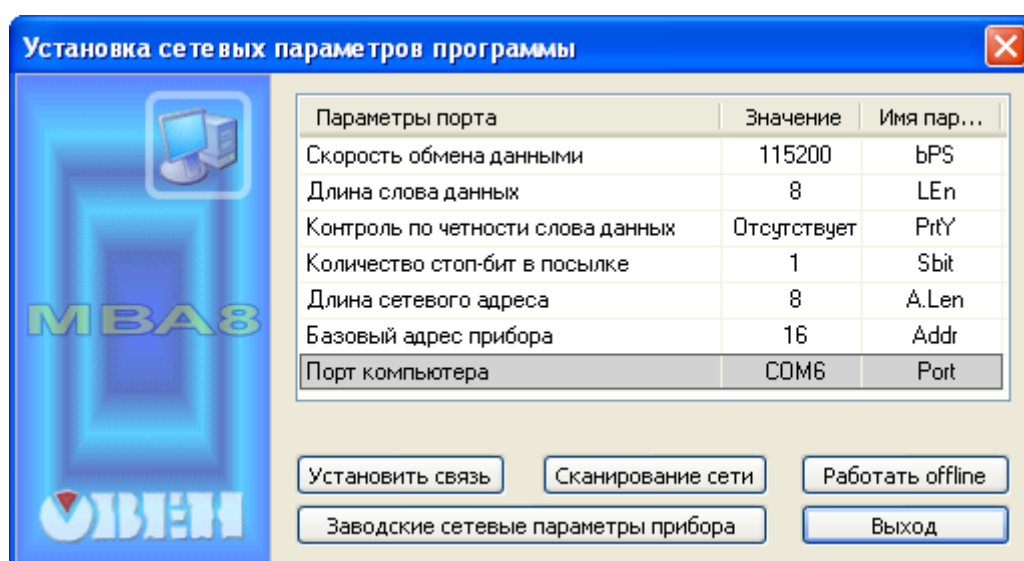 Установка сетевых параметров программы
Параметры порта Значение Имя пар...
Скорость обмена данными 115200 bPS
Длина слова данных 8 LEn
Контроль по четности слова данных Отсутствует PrtY
Количество стоп-бит в посылке 1 Sbit
Длина сетевого адреса 8 A.Len
Базовый адрес прибора 16 Addr
Порт компьютера COM6 Port
МВА8
Установить связь Сканирование сети Работать offline
Заводские сетевые параметры прибора Выход
ОВЕН